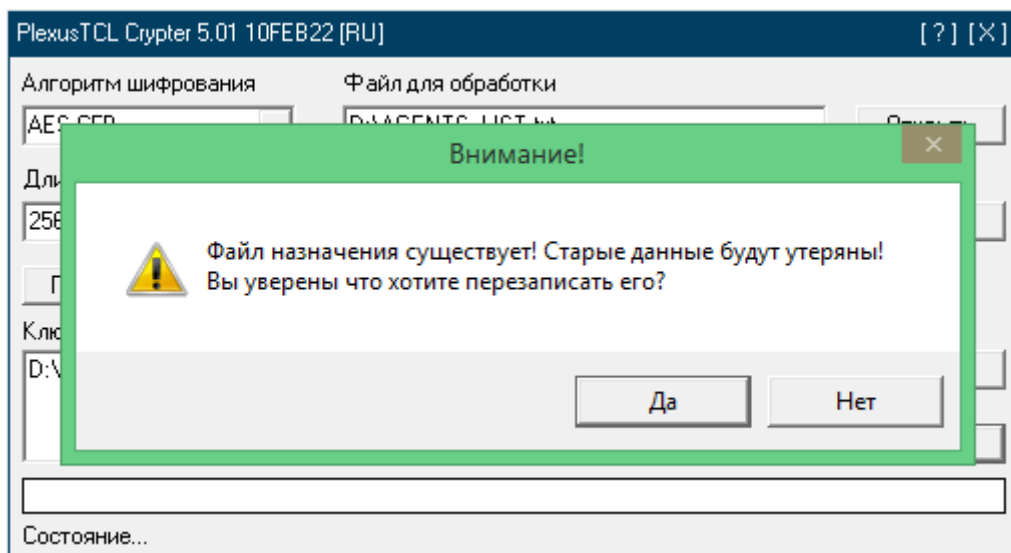 PlexusTCL Crypter 5.01 10FEB22 [RU] [ ? ] [X]
Алгоритм шифрования Файл для обработки
Внимание!
Файл назначения существует! Старые данные будут утеряны!
Вы уверены что хотите перезаписать его?
Да Нет
D:\
Состояние...